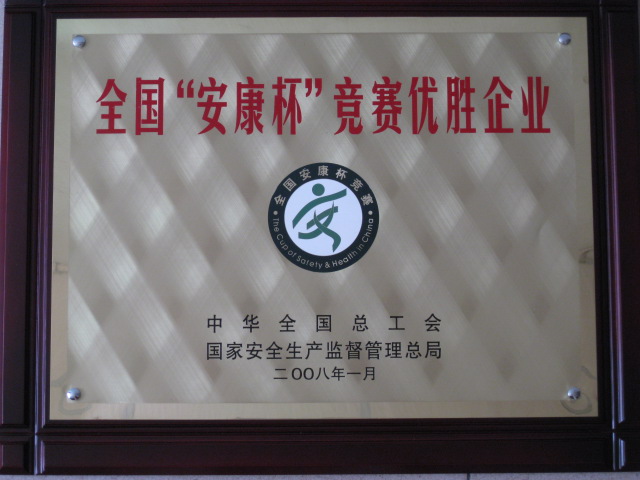 全国“安康杯”竞赛优胜企业
全国安康杯竞赛
The Cup of Safety & Health in China
中华全国总工会
国家安全生产监督管理总局
二OO八年一月